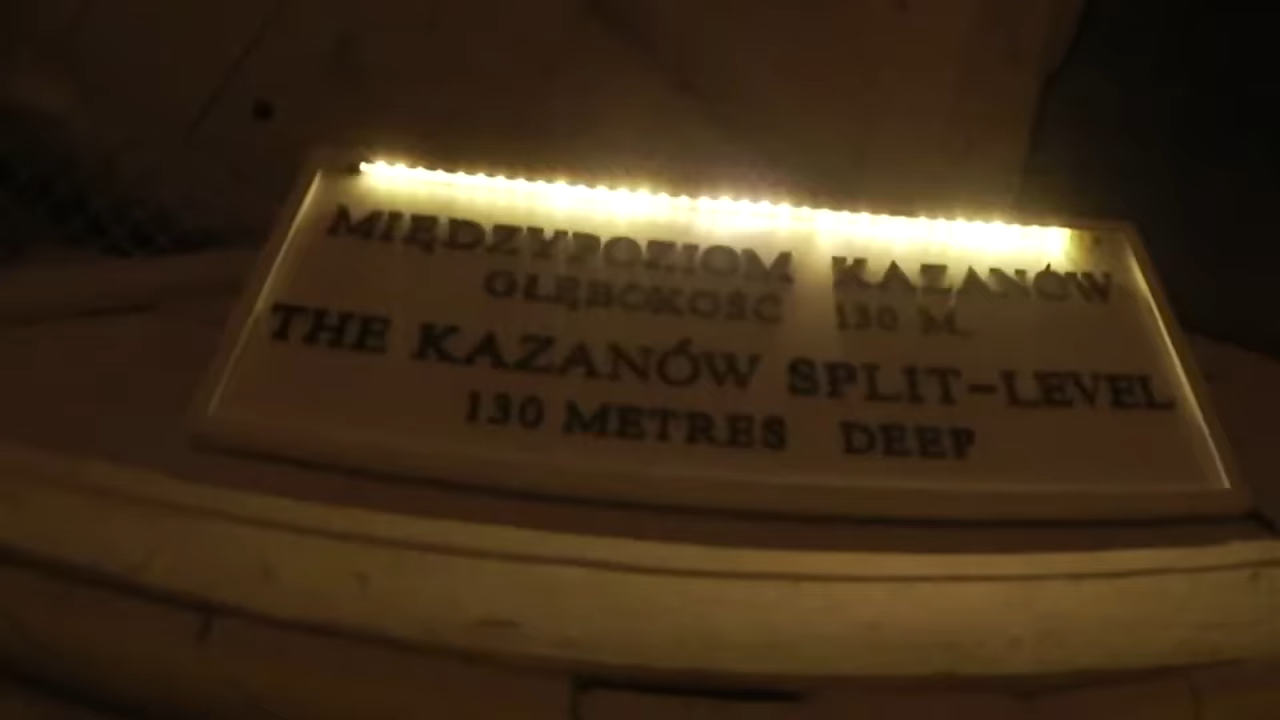 MIĘDZYPOZIOM KAZANÓW
GŁĘBOKOŚĆ 130 M.
THE KAZANÓW SPLIT-LEVEL
130 METRES DEEP